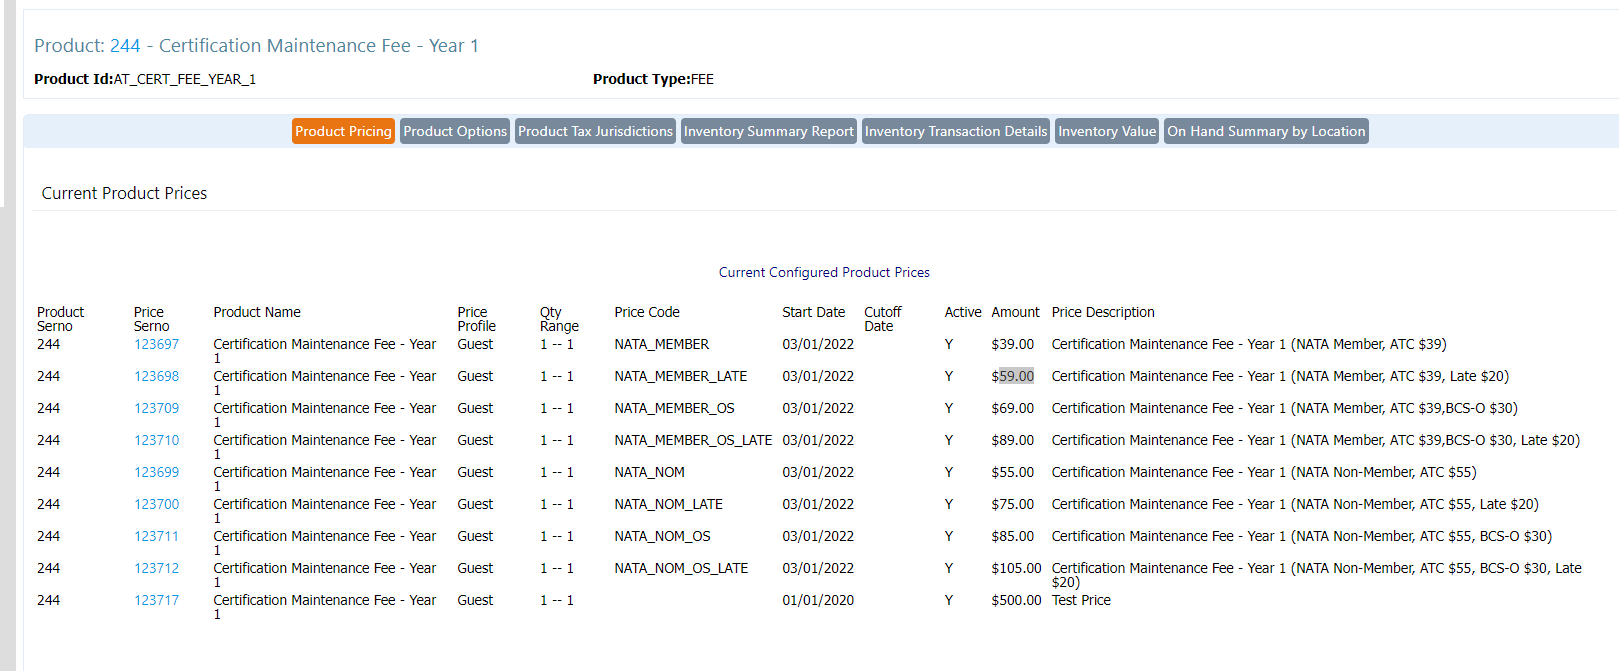 Product: 244 - Certification Maintenance Fee - Year 1
Product Id:AT_CERT_FEE_YEAR_1 Product Type:FEE
Product Pricing Product Options Product Tax Jurisdictions Inventory Summary Report Inventory Transaction Details Inventory Value On Hand Summary by Location
Current Product Prices
Current Configured Product Prices
Product Serno Price Serno Product Name Price Profile Qty Range Price Code Start Date Cutoff Date Active Amount Price Description
244 123697 Certification Maintenance Fee - Year 1 Guest 1 -- 1 NATA_MEMBER 03/01/2022 Y $39.00 Certification Maintenance Fee - Year 1 (NATA Member, ATC $39)
244 123698 Certification Maintenance Fee - Year 1 Guest 1 -- 1 NATA_MEMBER_LATE 03/01/2022 Y $59.00 Certification Maintenance Fee - Year 1 (NATA Member, ATC $39, Late $20)
244 123709 Certification Maintenance Fee - Year 1 Guest 1 -- 1 NATA_MEMBER_OS 03/01/2022 Y $69.00 Certification Maintenance Fee - Year 1 (NATA Member, ATC $39,BCS-O $30)
244 123710 Certification Maintenance Fee - Year 1 Guest 1 -- 1 NATA_MEMBER_OS_LATE 03/01/2022 Y $89.00 Certification Maintenance Fee - Year 1 (NATA Member, ATC $39,BCS-O $30, Late $20)
244 123699 Certification Maintenance Fee - Year 1 Guest 1 -- 1 NATA_NOM 03/01/2022 Y $55.00 Certification Maintenance Fee - Year 1 (NATA Non-Member, ATC $55)
244 123700 Certification Maintenance Fee - Year 1 Guest 1 -- 1 NATA_NOM_LATE 03/01/2022 Y $75.00 Certification Maintenance Fee - Year 1 (NATA Non-Member, ATC $55, Late $20)
244 123711 Certification Maintenance Fee - Year 1 Guest 1 -- 1 NATA_NOM_OS 03/01/2022 Y $85.00 Certification Maintenance Fee - Year 1 (NATA Non-Member, ATC $55, BCS-O $30)
244 123712 Certification Maintenance Fee - Year 1 Guest 1 -- 1 NATA_NOM_OS_LATE 03/01/2022 Y $105.00 Certification Maintenance Fee - Year 1 (NATA Non-Member, ATC $55, BCS-O $30, Late $20)
244 123717 Certification Maintenance Fee - Year 1 Guest 1 -- 1 01/01/2020 Y $500.00 Test Price